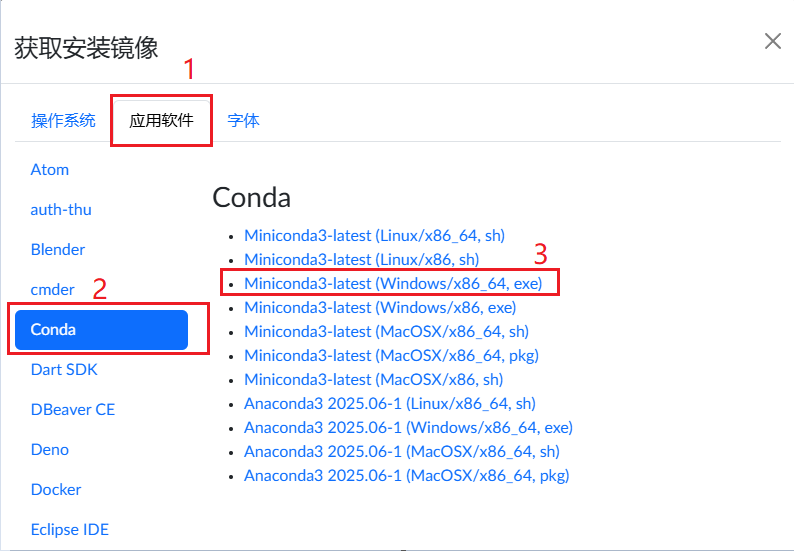 获取安装镜像
1
操作系统
应用软件
字体
Atom
auth-thu
Blender
cmder
2
Conda
Dart SDK
DBeaver CE
Deno
Docker
Eclipse IDE
Conda
Miniconda3-latest (Linux/x86_64, sh)
Miniconda3-latest (Linux/x86, sh)
3
Miniconda3-latest (Windows/x86_64, exe)
Miniconda3-latest (Windows/x86, exe)
Miniconda3-latest (MacOSX/x86_64, sh)
Miniconda3-latest (MacOSX/x86_64, pkg)
Miniconda3-latest (MacOSX/x86, sh)
Anaconda3 2025.06-1 (Linux/x86_64, sh)
Anaconda3 2025.06-1 (Windows/x86_64, exe)
Anaconda3 2025.06-1 (MacOSX/x86_64, sh)
Anaconda3 2025.06-1 (MacOSX/x86_64, pkg)